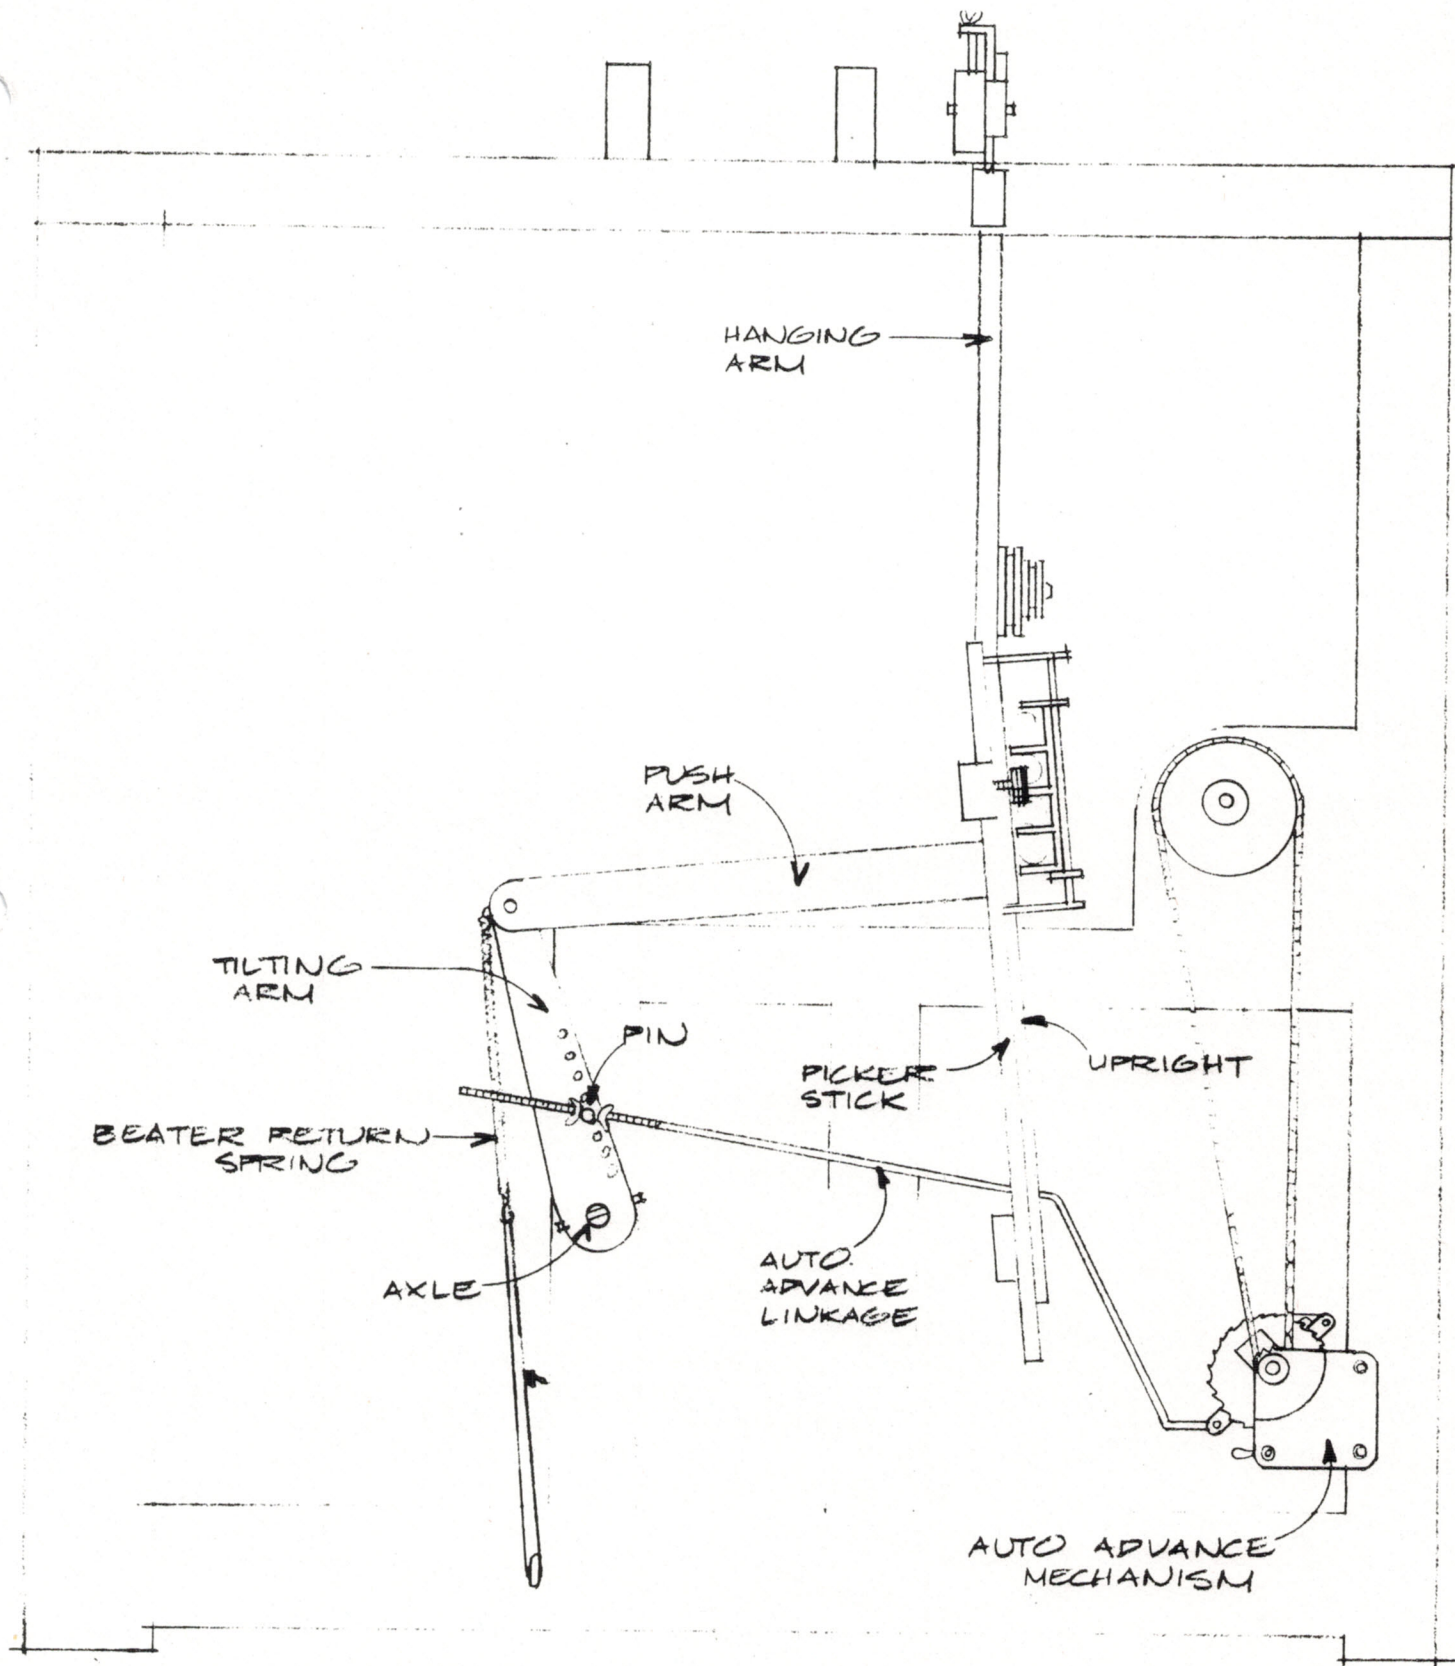 HANGING
ARM
PUSH
ARM
TILTING
ARM
PIN
PICKER
STICK
UPRIGHT
BEATER RETURN
SPRING
AXLE
AUTO
ADVANCE
LINKAGE
AUTO ADVANCE
MECHANISM